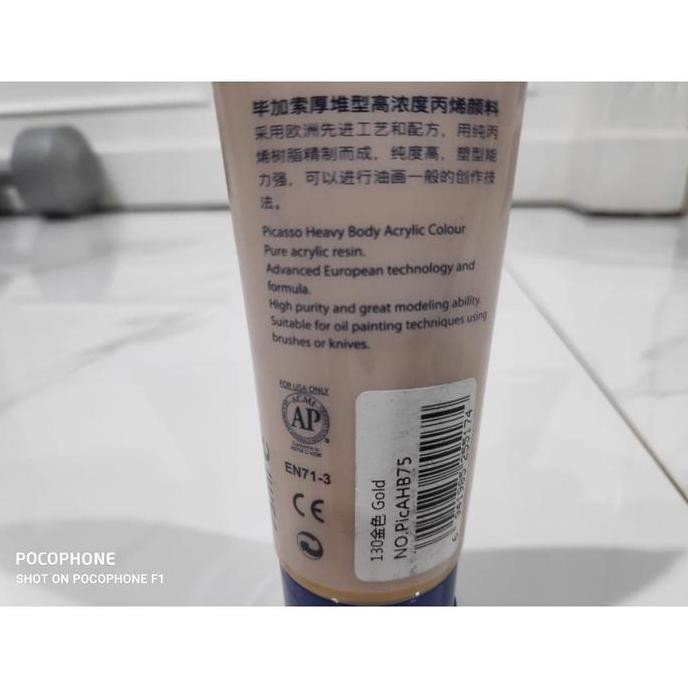 毕加索厚堆型高浓度丙烯颜料
采用欧洲先进工艺和配方，用纯丙
烯树脂精制而成，纯度高，塑型能
力强，可以进行油画一般的创作技
法。
Picasso Heavy Body Acrylic Colour
Pure acrylic resin.
Advanced European technology and
formula.
High purity and great modeling ability.
Suitable for oil painting techniques using
brushes or knives.
FOR USA ONLY
ACMI
AP
EN71-3
CE
130金色 Gold
NO.PicAHB75
POCOPHONE
SHOT ON POCOPHONE F1